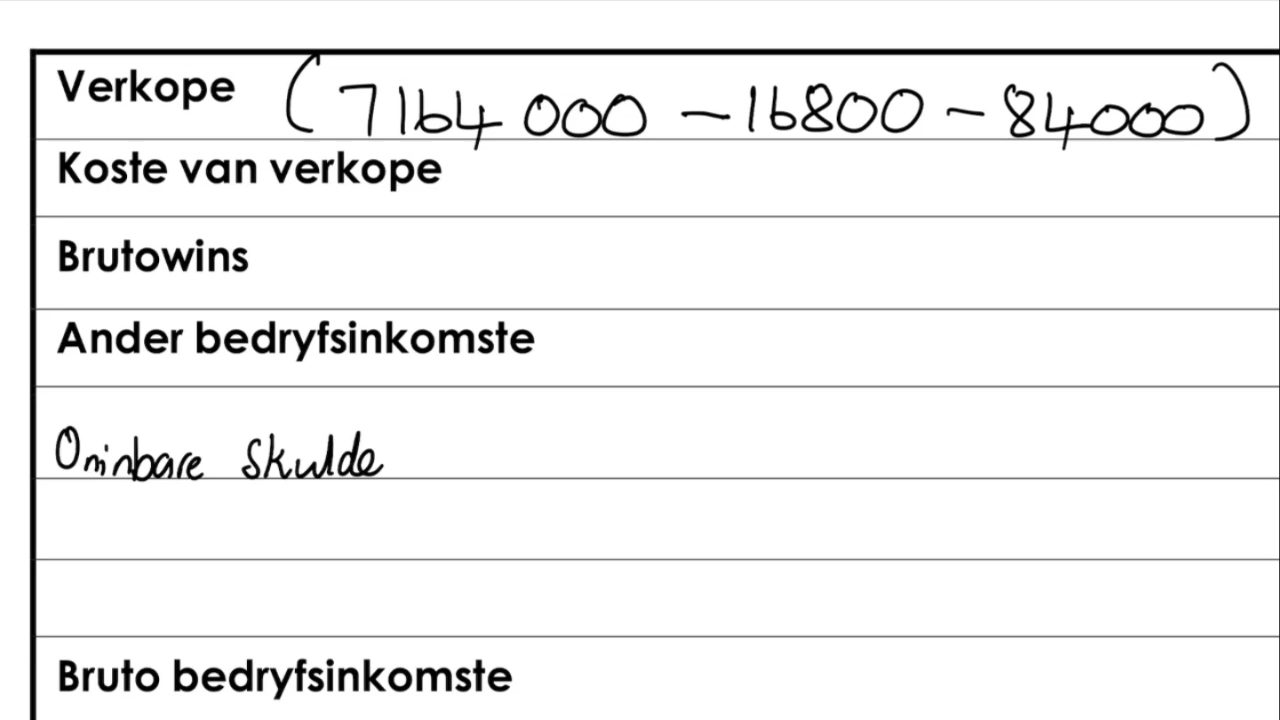 Verkope (7164 000 – 16800 – 84000)
Koste van verkope
Brutowins
Ander bedryfsinkomste
Oninbare skulde
Bruto bedryfsinkomste